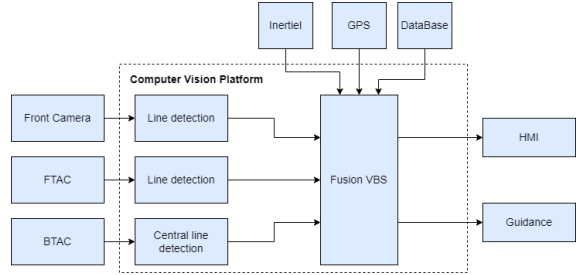 Inertiel
GPS
DataBase
Computer Vision Platform
Front Camera
Line detection
FTAC
Line detection
BTAC
Central line
detection
Fusion VBS
HMI
Guidance